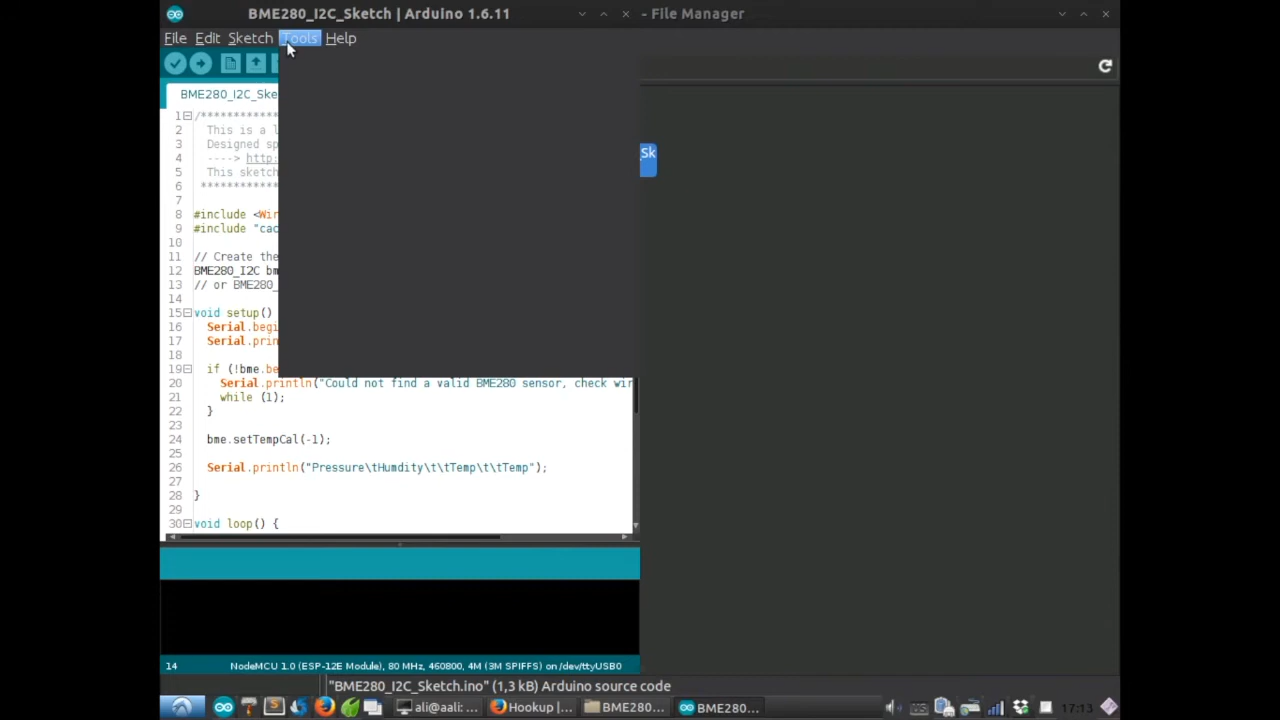 BME280_I2C_Sketch | Arduino 1.6.11
- File Manager
File Edit Sketch Tools Help
BME280_I2C_Ske
1 /***********
2 This is a l
3 Designed sp
4 ----> http:
5 This sketch
6 ************
7
8 #include <Wir
9 #include "cac
10
11 // Create the
12 BME280_I2C bm
13 // or BME280_
14
15 void setup()
16 Serial.begi
17 Serial.prin
18
19 if (!bme.be
20 Serial.println("Could not find a valid BME280 sensor, check wir
21 while (1);
22 }
23
24 bme.setTempCal(-1);
25
26 Serial.println("Pressure\tHumdity\t\tTemp\t\tTemp");
27
28 }
29
30 void loop() {
_Sk
14 NodeMCU 1.0 (ESP-12E Module), 80 MHz, 460800, 4M (3M SPIFFS) on /dev/ttyUSB0
"BME280_I2C_Sketch.ino" (1,3 kB) Arduino source code
ali@aali: ... Hookup |... BME280... BME280... 17:13